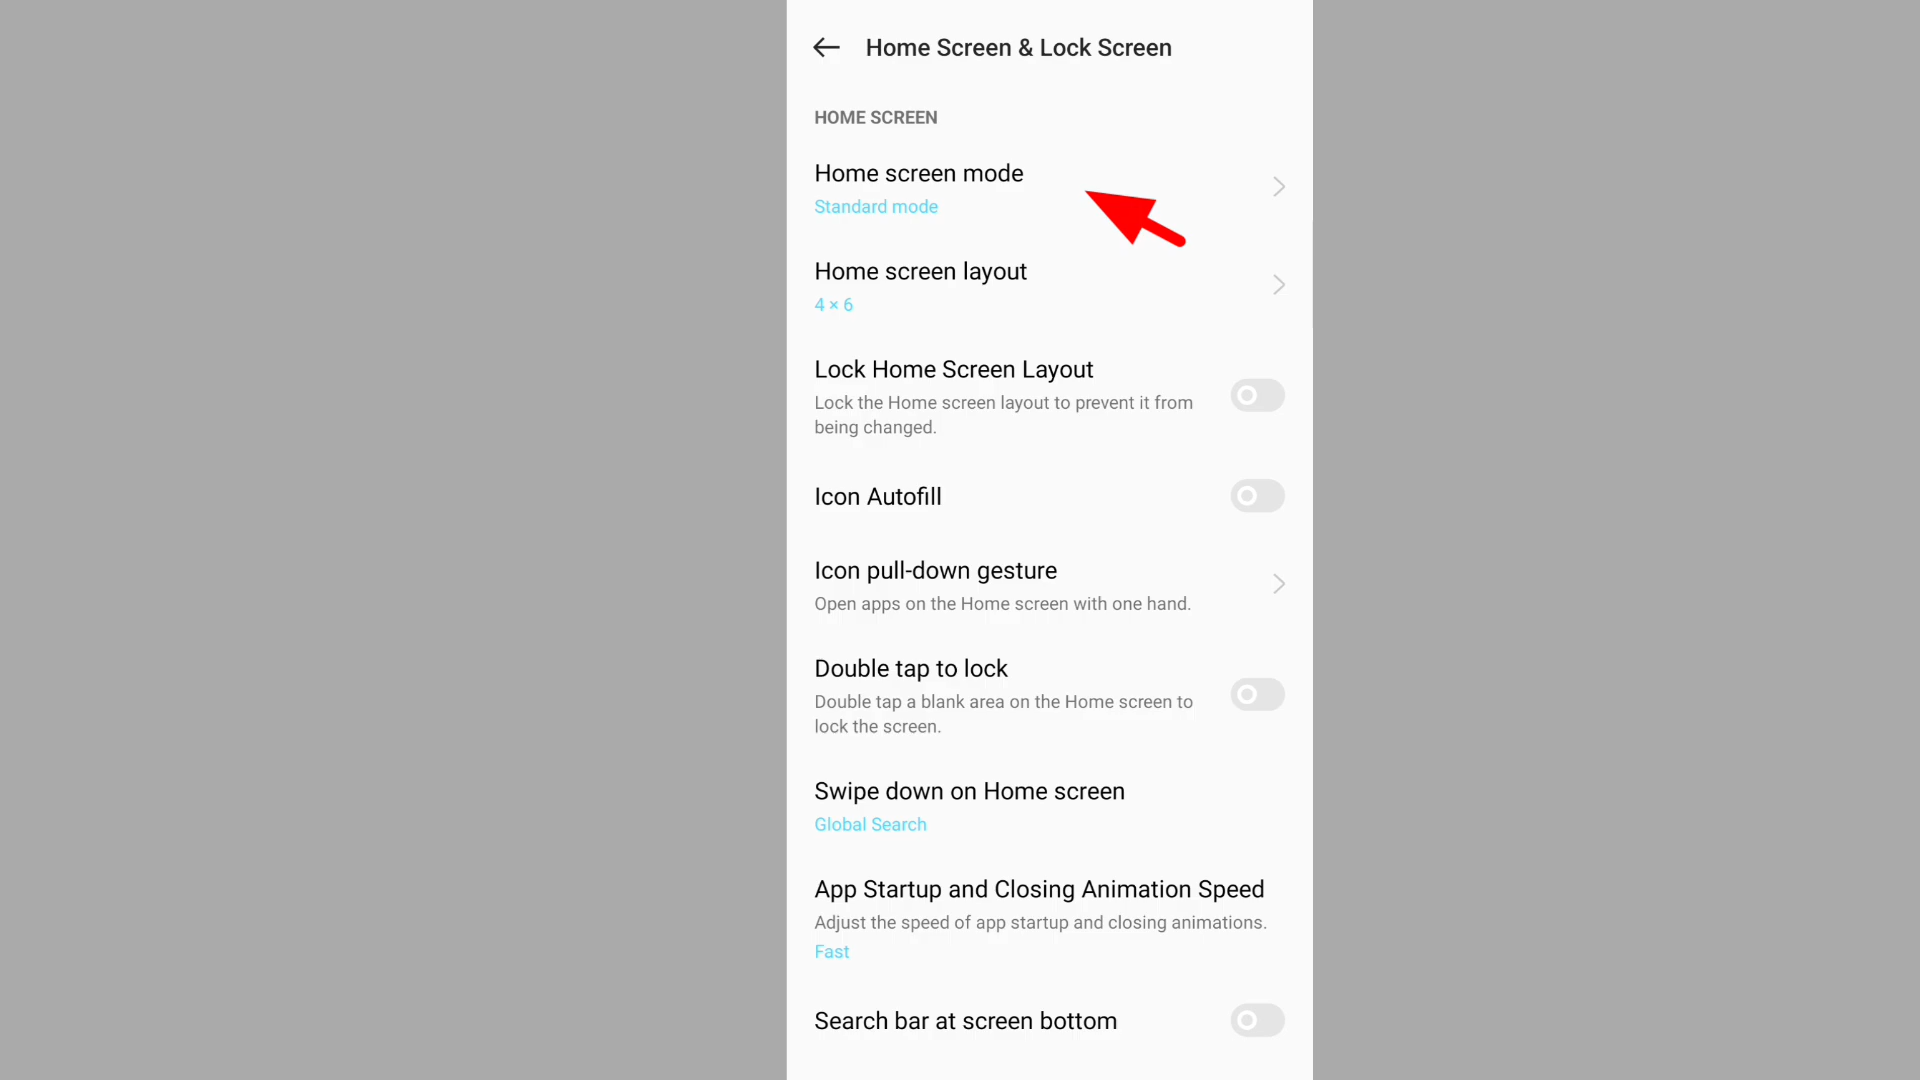 Home Screen & Lock Screen
HOME SCREEN
Home screen mode
Standard mode
Home screen layout
4 × 6
Lock Home Screen Layout
Lock the Home screen layout to prevent it from
being changed.
Icon Autofill
Icon pull-down gesture
Open apps on the Home screen with one hand.
Double tap to lock
Double tap a blank area on the Home screen to
lock the screen.
Swipe down on Home screen
Global Search
App Startup and Closing Animation Speed
Adjust the speed of app startup and closing animations.
Fast
Search bar at screen bottom